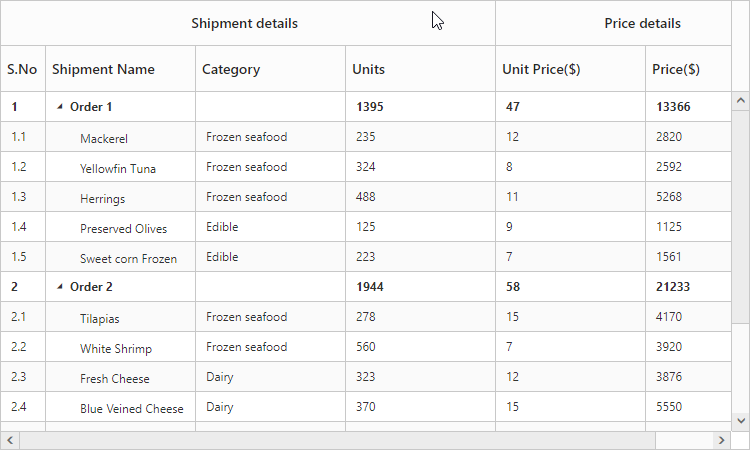 Shipment details Price details
S.No Shipment Name Category Units Unit Price($) Price($)
1 Order 1 1395 47 13366
1.1 Mackerel Frozen seafood 235 12 2820
1.2 Yellowfin Tuna Frozen seafood 324 8 2592
1.3 Herrings Frozen seafood 488 11 5268
1.4 Preserved Olives Edible 125 9 1125
1.5 Sweet corn Frozen Edible 223 7 1561
2 Order 2 1944 58 21233
2.1 Tilapias Frozen seafood 278 15 4170
2.2 White Shrimp Frozen seafood 560 7 3920
2.3 Fresh Cheese Dairy 323 12 3876
2.4 Blue Veined Cheese Dairy 370 15 5550